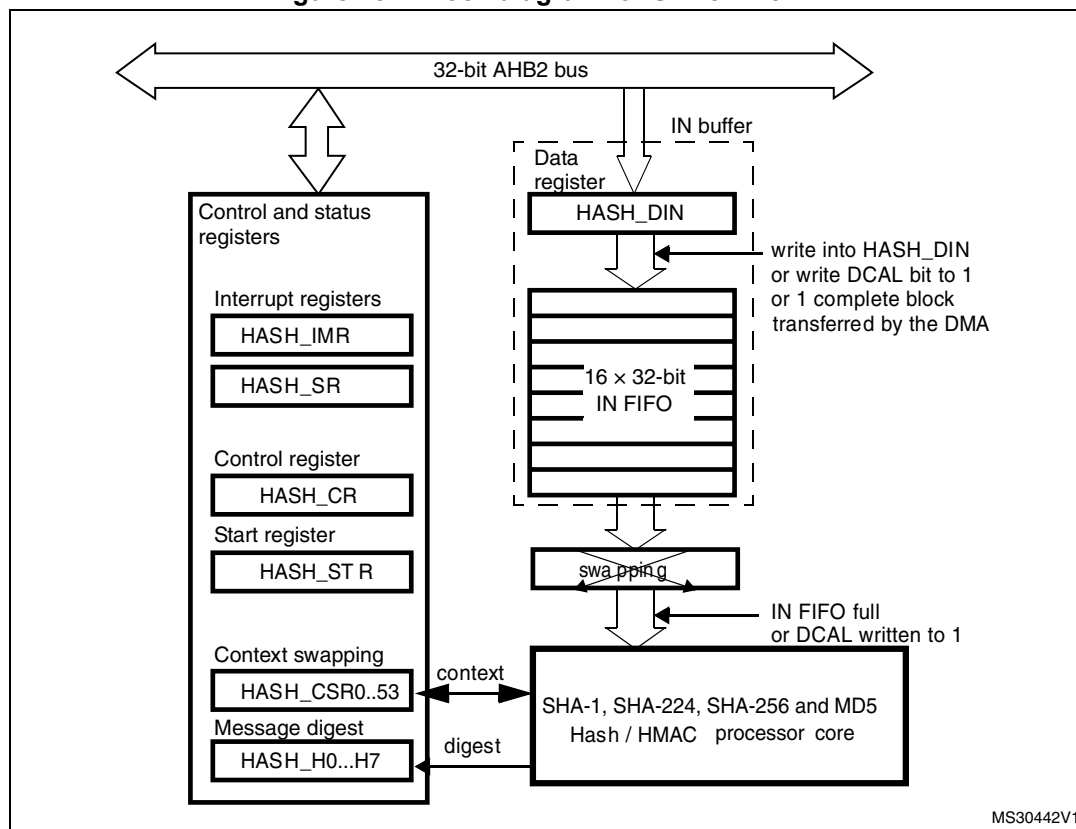 32-bit AHB2 bus
IN buffer
Data
register
HASH_DIN
write into HASH_DIN
or write DCAL bit to 1
or 1 complete block
transferred by the DMA
16 × 32-bit
IN FIFO
swapping
IN FIFO full
or DCAL written to 1
Control and status
registers
Interrupt registers
HASH_IMR
HASH_SR
Control register
HASH_CR
Start register
HASH_STR
Context swapping
HASH_CSR0..53
Message digest
HASH_H0...H7
context
digest
SHA-1, SHA-224, SHA-256 and MD5
Hash / HMAC processor core
MS30442V1